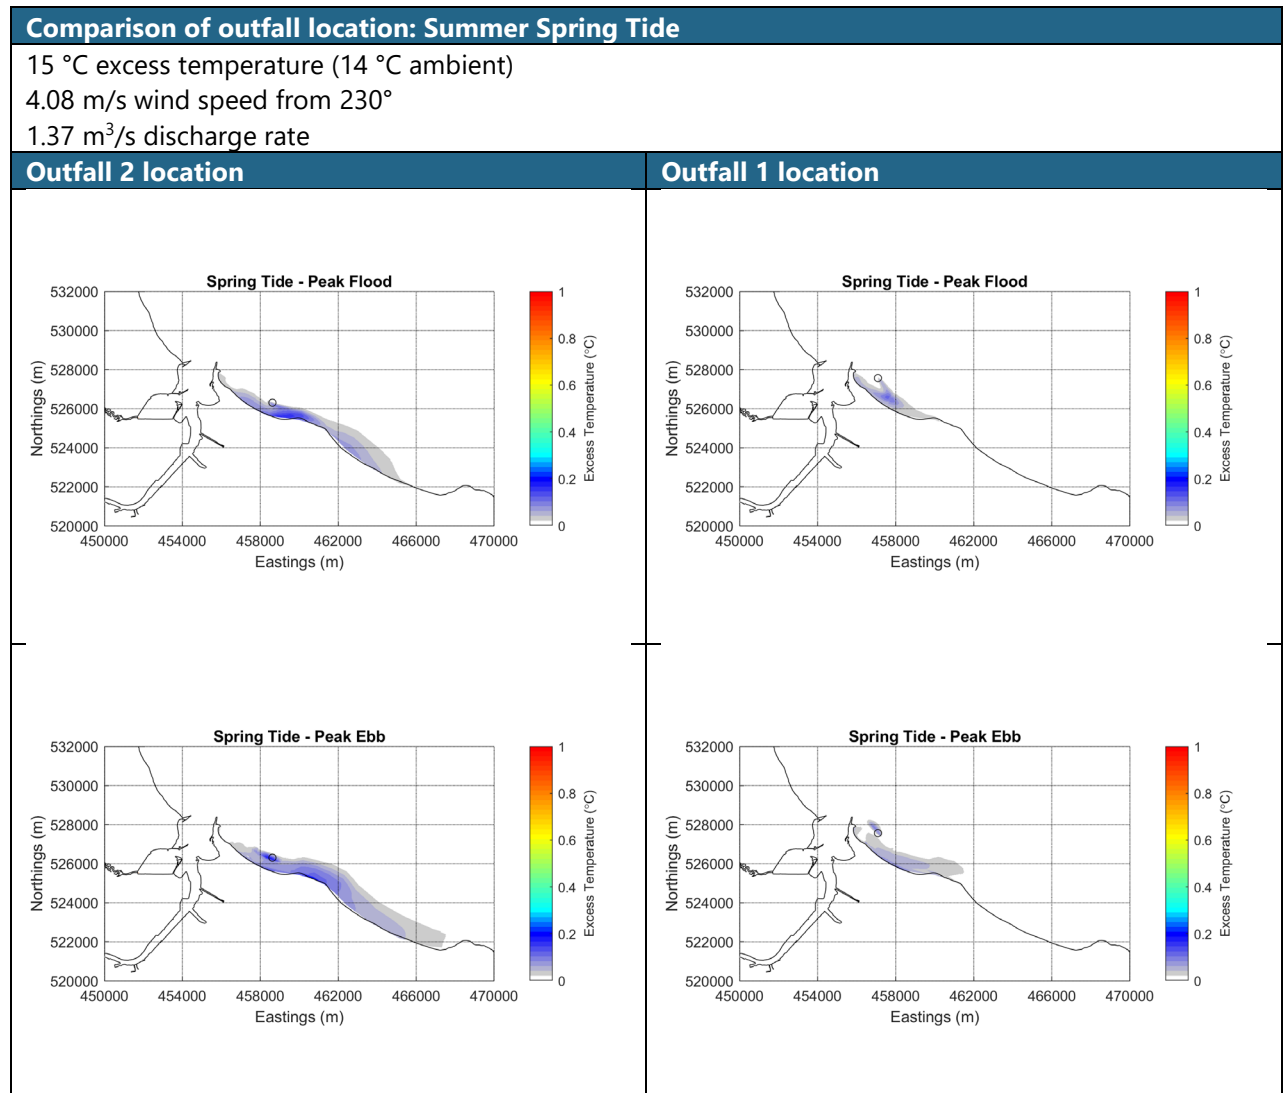 Comparison of outfall location: Summer Spring Tide
15 °C excess temperature (14 °C ambient)
4.08 m/s wind speed from 230°
1.37 m³/s discharge rate
Outfall 2 location
Outfall 1 location
Spring Tide - Peak Flood
532000
530000
528000
526000
524000
522000
520000
Northings (m)
450000 454000 458000 462000 466000 470000
Eastings (m)
1
0.8
0.6
0.4
0.2
0
Excess Temperature (°C)
Spring Tide - Peak Flood
532000
530000
528000
526000
524000
522000
520000
Northings (m)
450000 454000 458000 462000 466000 470000
Eastings (m)
1
0.8
0.6
0.4
0.2
0
Excess Temperature (°C)
Spring Tide - Peak Ebb
532000
530000
528000
526000
524000
522000
520000
Northings (m)
450000 454000 458000 462000 466000 470000
Eastings (m)
1
0.8
0.6
0.4
0.2
0
Excess Temperature (°C)
Spring Tide - Peak Ebb
532000
530000
528000
526000
524000
522000
520000
Northings (m)
450000 454000 458000 462000 466000 470000
Eastings (m)
1
0.8
0.6
0.4
0.2
0
Excess Temperature (°C)